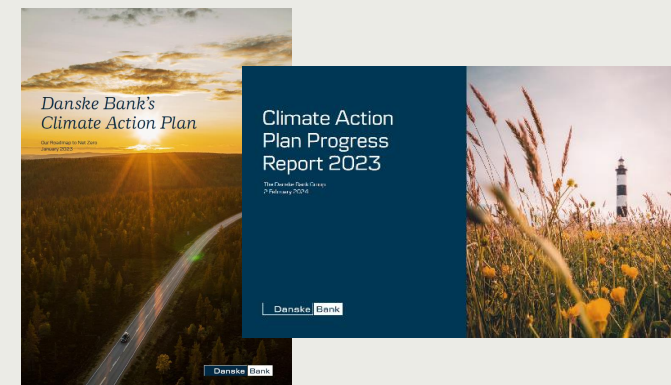 Danske Bank's
Climate Action Plan
Our Roadmap to Net Zero
January 2023
Danske Bank
Climate Action
Plan Progress
Report 2023
The Danske Bank Group
2 February 2024
Danske Bank